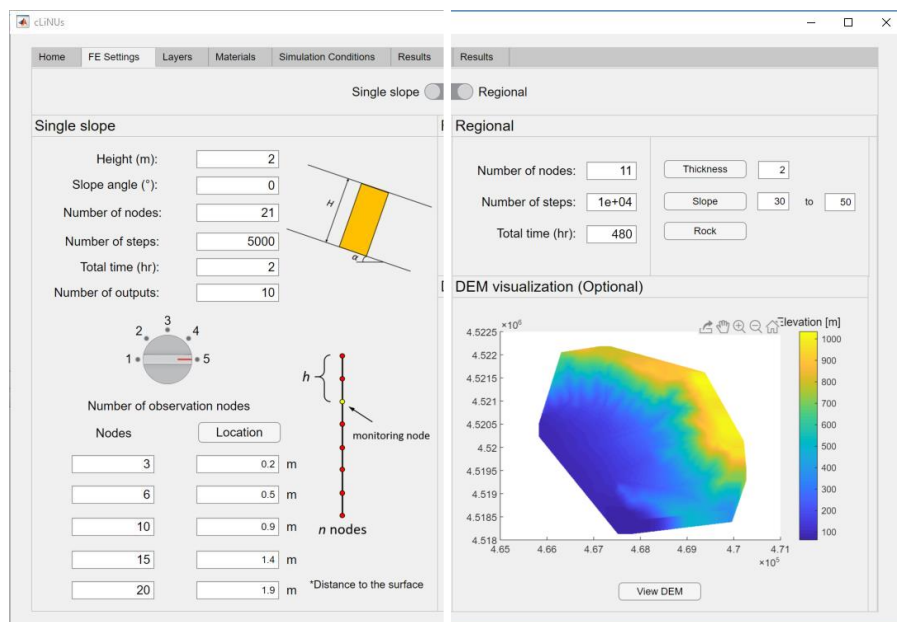 cLiNUs
Home FE Settings Layers Materials Simulation Conditions Results Results
Single slope Regional
Single slope
Height (m): 2
Slope angle (°): 0
Number of nodes: 21
Number of steps: 5000
Total time (hr): 2
Number of outputs: 10
H
α
1 2 3 4 5
Number of observation nodes
Nodes Location
3 0.2 m
6 0.5 m
10 0.9 m
15 1.4 m
20 1.9 m
h
monitoring node
n nodes
*Distance to the surface
Regional
Number of nodes: 11
Number of steps: 1e+04
Total time (hr): 480
Thickness 2
Slope 30 to 50
Rock
DEM visualization (Optional)
×10⁶
Elevation [m]
4.5225
4.522
4.5215
4.521
4.5205
4.52
4.5195
4.519
4.5185
4.518
4.65 4.66 4.67 4.68 4.69 4.7 4.71
×10⁵
1000
900
800
700
600
500
400
300
200
100
View DEM